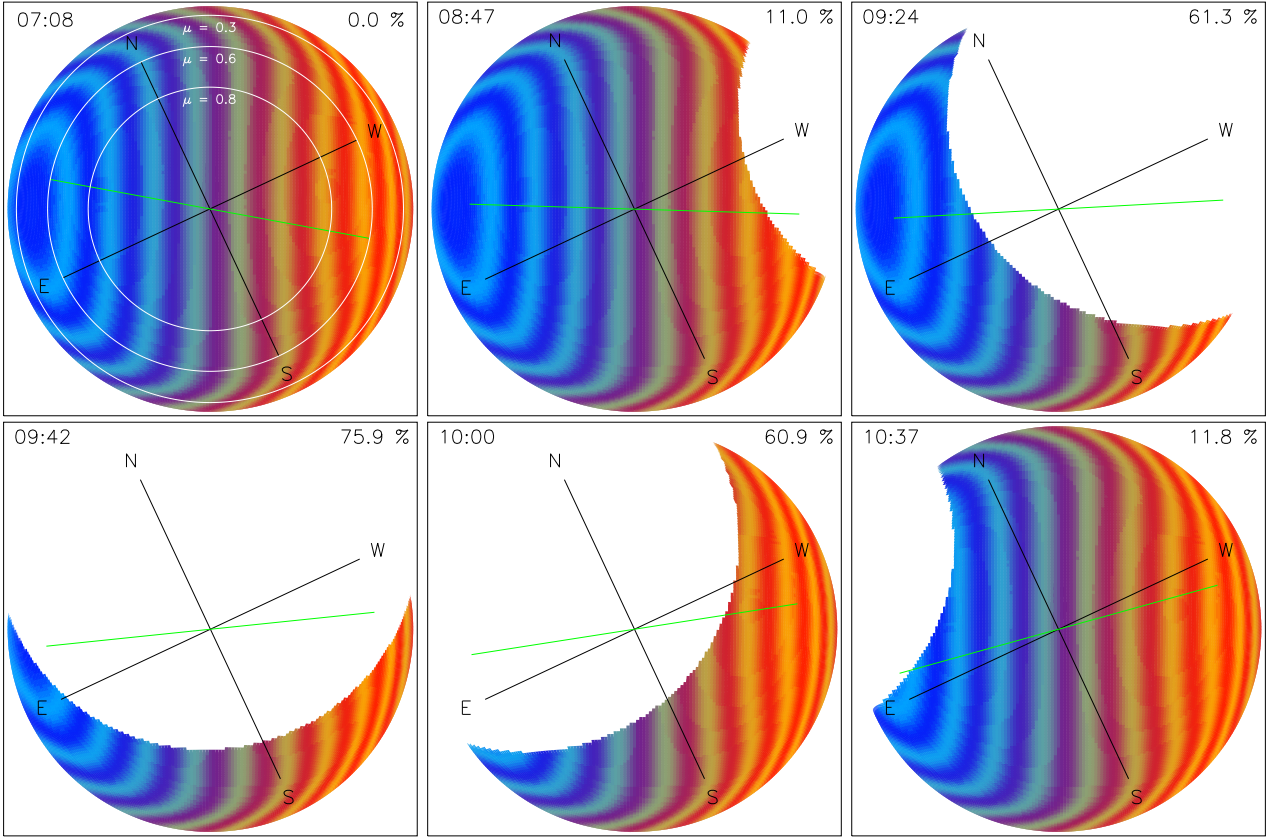 07:08 0.0 %
μ = 0.3
N
μ = 0.6
μ = 0.8
W
E
S
08:47 11.0 %
N
W
E
S
09:24 61.3 %
N
W
E
S
09:42 75.9 %
N
W
E
S
10:00 60.9 %
N
W
E
S
10:37 11.8 %
N
W
E
S